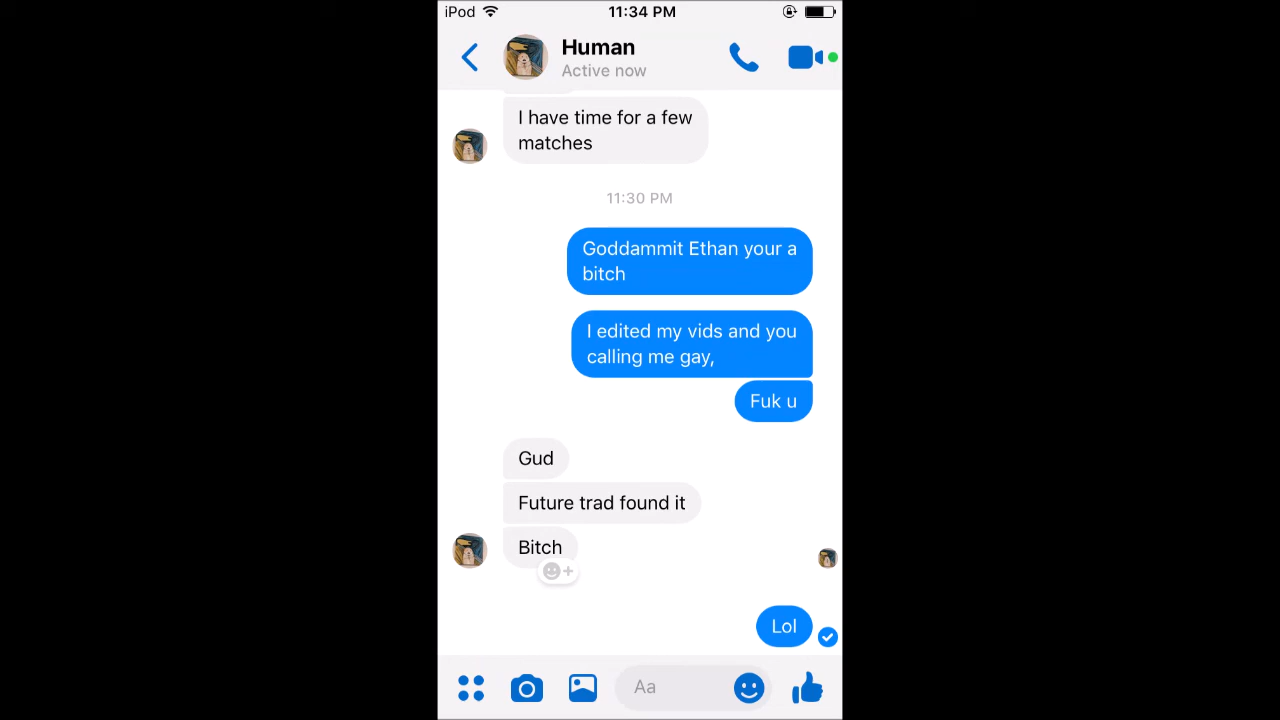 iPod 11:34 PM
Human
Active now
I have time for a few
matches
11:30 PM
Goddammit Ethan your a
bitch
I edited my vids and you
calling me gay,
Fuk u
Gud
Future trad found it
Bitch
Lol
Aa